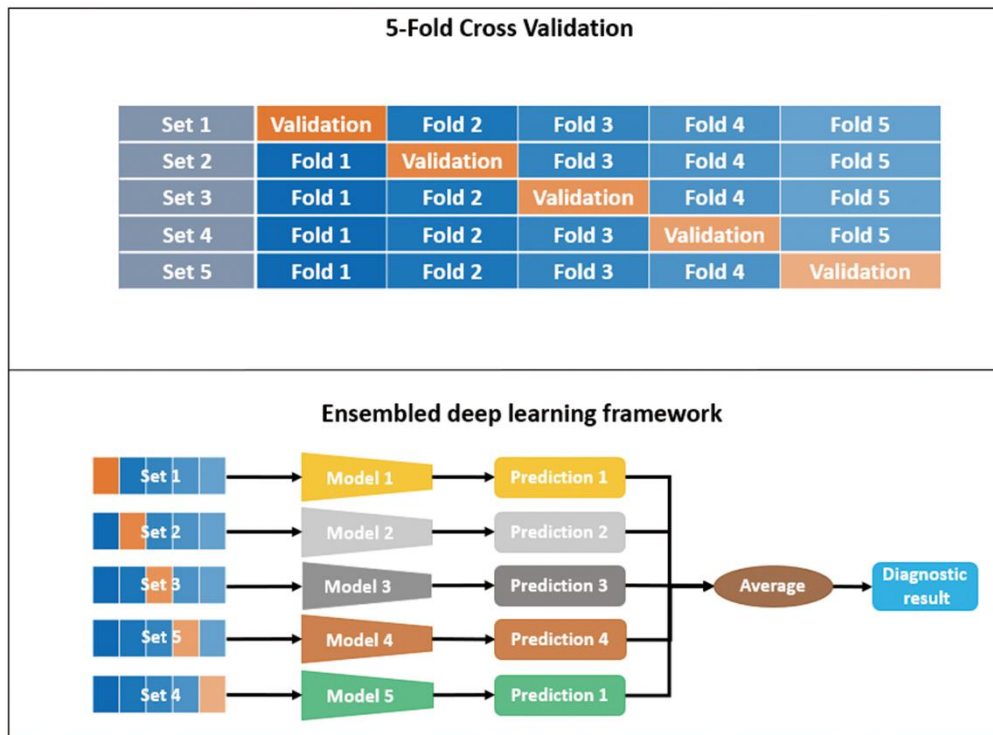 5-Fold Cross Validation
Set 1 Validation Fold 2 Fold 3 Fold 4 Fold 5
Set 2 Fold 1 Validation Fold 3 Fold 4 Fold 5
Set 3 Fold 1 Fold 2 Validation Fold 4 Fold 5
Set 4 Fold 1 Fold 2 Fold 3 Validation Fold 5
Set 5 Fold 1 Fold 2 Fold 3 Fold 4 Validation
Ensembled deep learning framework
Set 1 Model 1 Prediction 1
Set 2 Model 2 Prediction 2
Set 3 Model 3 Prediction 3
Average
Diagnostic
result
Set 5 Model 4 Prediction 4
Set 4 Model 5 Prediction 1